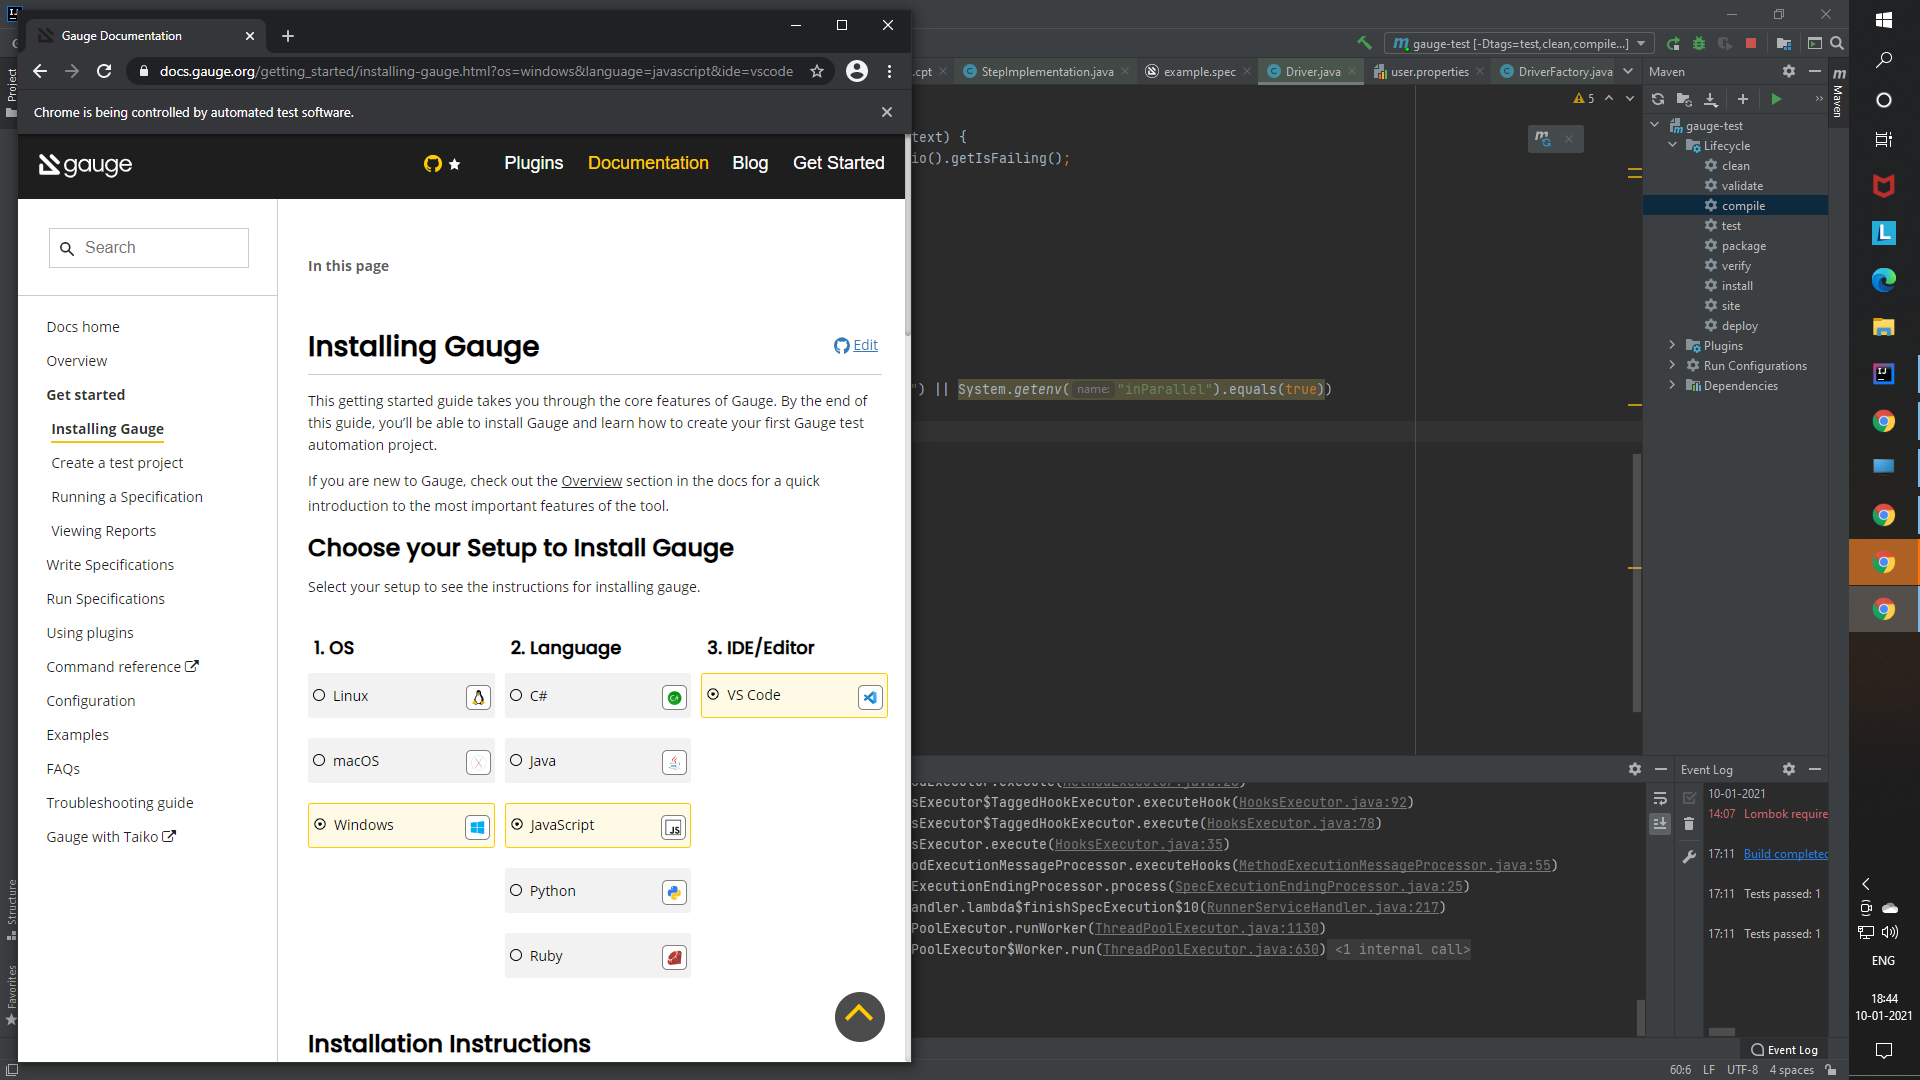 Gauge Documentation
docs.gauge.org/getting_started/installing-gauge.html?os=windows&language=javascript&ide=vscode
Chrome is being controlled by automated test software.
gauge
Plugins
Documentation
Blog
Get Started
Search
Docs home
Overview
Get started
Installing Gauge
Create a test project
Running a Specification
Viewing Reports
Write Specifications
Run Specifications
Using plugins
Command reference
Configuration
Examples
FAQs
Troubleshooting guide
Gauge with Taiko
In this page
Installing Gauge
Edit
This getting started guide takes you through the core features of Gauge. By the end of
this guide, you’ll be able to install Gauge and learn how to create your first Gauge test
automation project.
If you are new to Gauge, check out the Overview section in the docs for a quick
introduction to the most important features of the tool.
Choose your Setup to Install Gauge
Select your setup to see the instructions for installing gauge.
1. OS
Linux
macOS
Windows
2. Language
C#
Java
JavaScript
Python
Ruby
3. IDE/Editor
VS Code
Installation Instructions
Project
Structure
Favorites
gauge-test [-Dtags=test,clean,compile...]
.cpt
StepImplementation.java
example.spec
Driver.java
user.properties
DriverFactory.java
5
text) {
io().getIsFailing();
") || System.getenv( name: "inParallel").equals(true))
Maven
gauge-test
Lifecycle
clean
validate
compile
test
package
verify
install
site
deploy
Plugins
Run Configurations
Dependencies
Maven
odExecutor.execute(MethodExecutor.java:20)
sExecutor$TaggedHookExecutor.executeHook(HooksExecutor.java:92)
sExecutor$TaggedHookExecutor.execute(HooksExecutor.java:78)
sExecutor.execute(HooksExecutor.java:35)
odExecutionMessageProcessor.executeHooks(MethodExecutionMessageProcessor.java:55)
ExecutionEndingProcessor.process(SpecExecutionEndingProcessor.java:25)
andler.lambda$finishSpecExecution$10(RunnerServiceHandler.java:217)
PoolExecutor.runWorker(ThreadPoolExecutor.java:1130)
PoolExecutor$Worker.run(ThreadPoolExecutor.java:630) <1 internal call>
Event Log
10-01-2021
14:07 Lombok require
17:11 Build completed
17:11 Tests passed: 1
17:11 Tests passed: 1
Event Log
60:6 LF UTF-8 4 spaces
ENG
18:44
10-01-2021